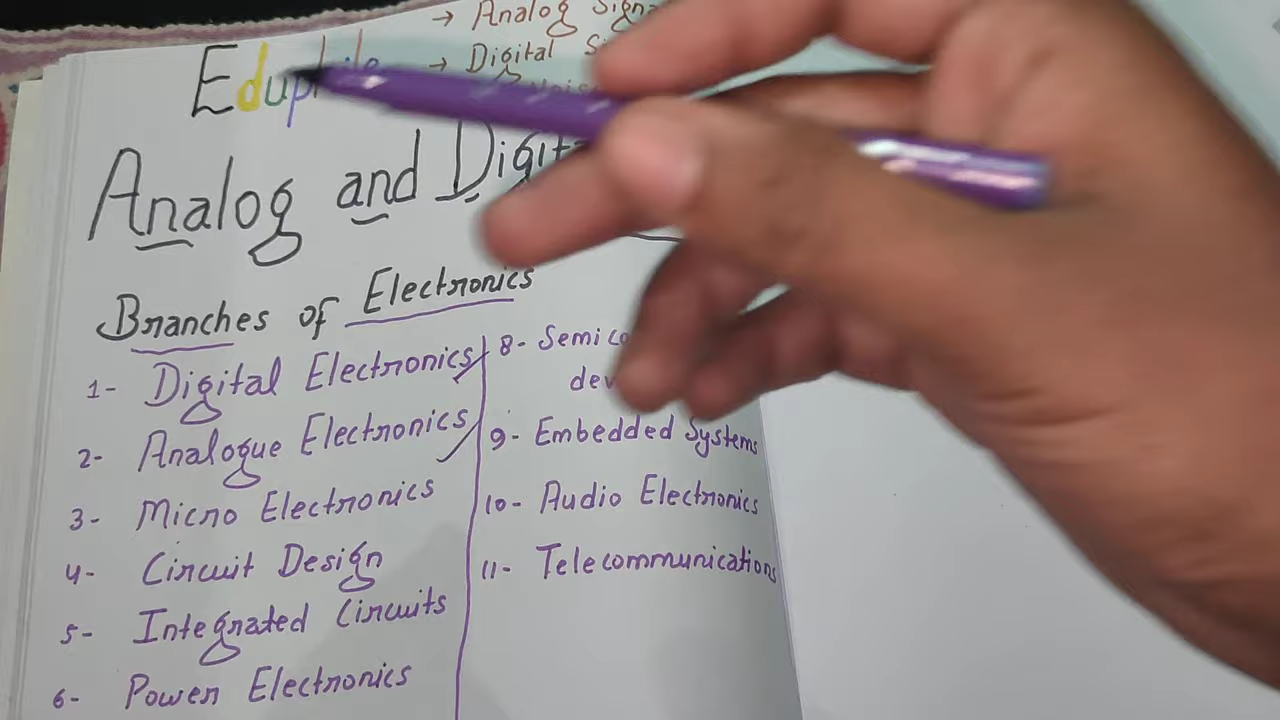 → Analog
→ Digital
Analog and
Branches of Electronics
1- Digital Electronics
2- Analogue Electronics
3- Micro Electronics
4- Circuit Design
5- Integrated Circuits
6- Power Electronics
8-
9- Embedded Systems
10- Audio Electronics
11- Telecommunications